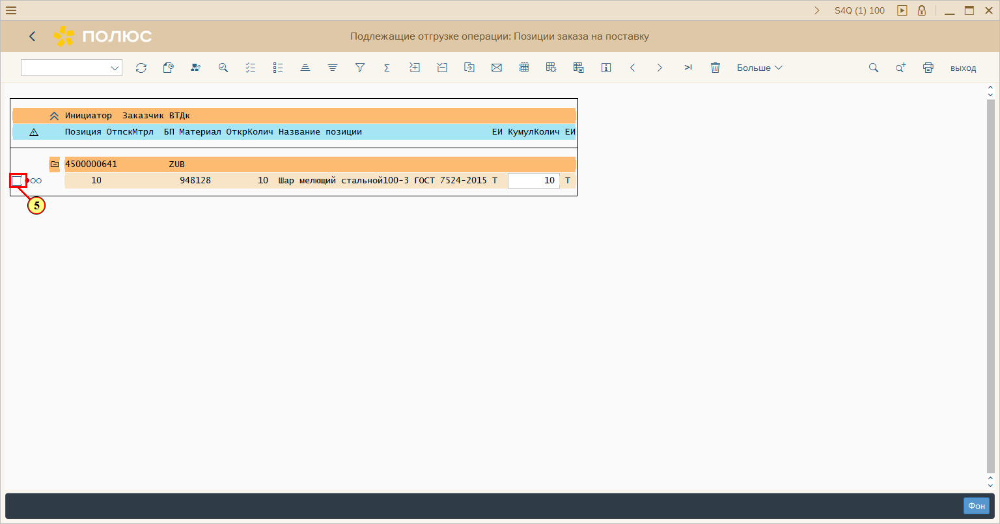 S4Q (1) 100
ПОЛЮС
Подлежащие отгрузке операции: Позиции заказа на поставку
Больше
выход
Инициатор Заказчик ВТДк
Позиция ОтпскМтрл БП Материал ОткрКолич Название позиции ЕИ КумулКолич ЕИ
4500000641 ZUB
10 948128 10 Шар мелющий стальной100-3 ГОСТ 7524-2015 Т 10 Т
5
Фон